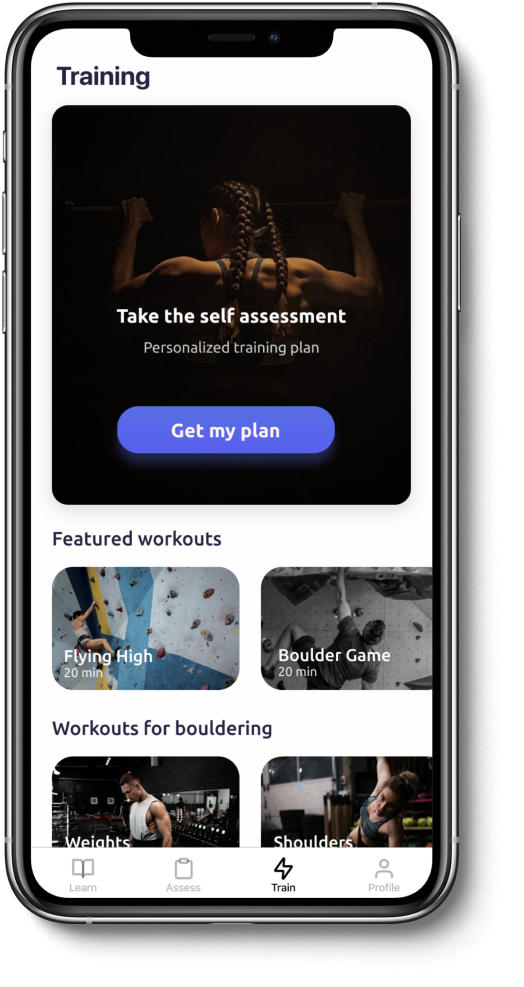 Training
Take the self assessment
Personalized training plan
Get my plan
Featured workouts
Flying High
20 min
Boulder Game
20 min
Workouts for bouldering
Weights
Shoulders
Learn
Assess
Train
Profile